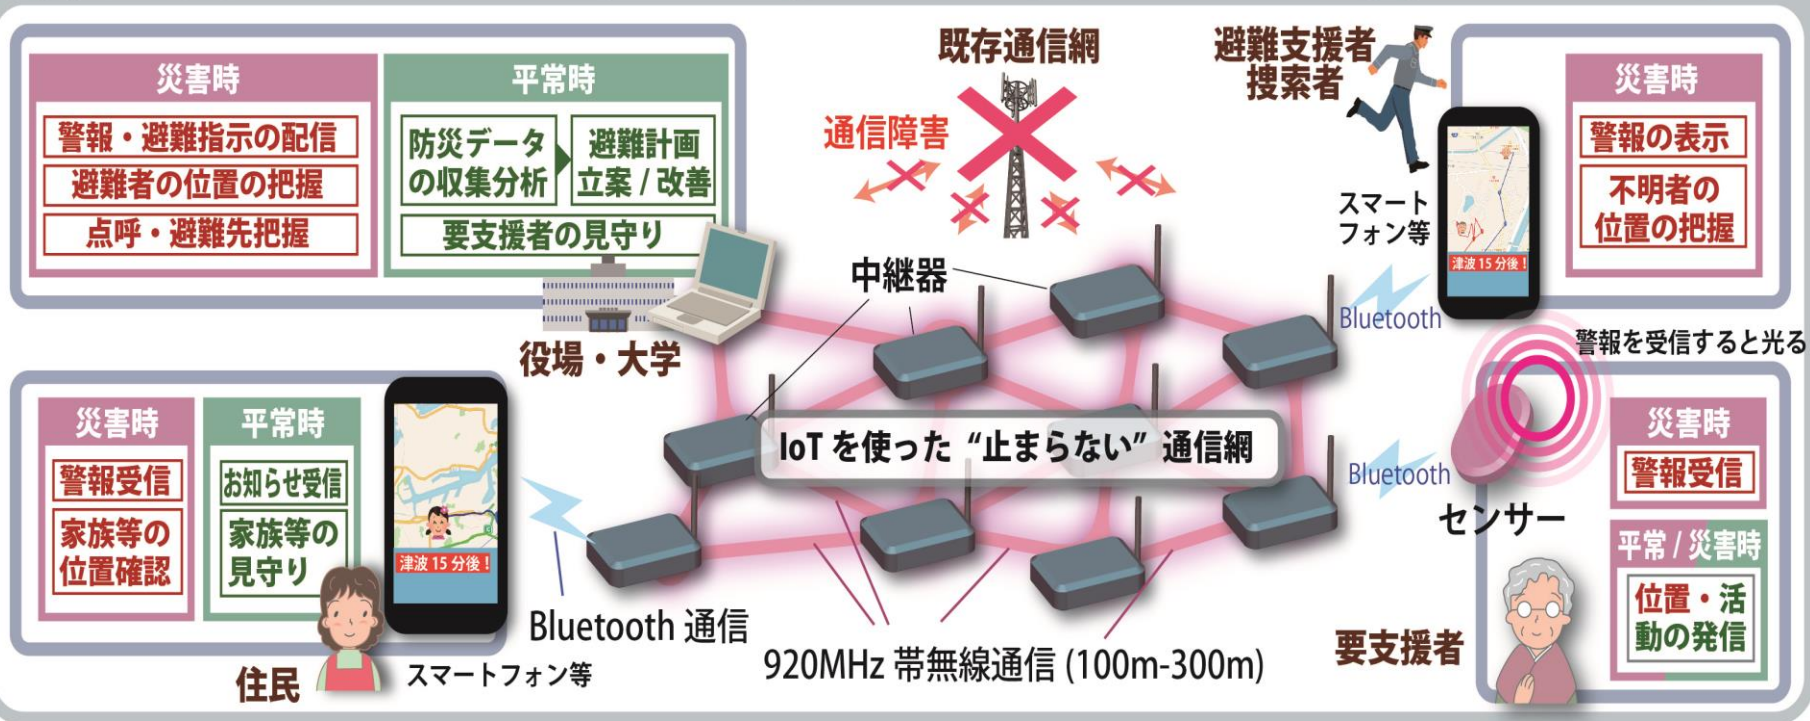 災害時
警報・避難指示の配信
避難者の位置の把握
点呼・避難先把握
平常時
防災データ
の収集分析
避難計画
立案 / 改善
要支援者の見守り
役場・大学
既存通信網
通信障害
中継器
避難支援者
捜索者
スマート
フォン等
津波 15 分後！
災害時
警報の表示
不明者の
位置の把握
Bluetooth
警報を受信すると光る
IoT を使った “止まらない” 通信網
災害時
警報受信
家族等の
位置確認
平常時
お知らせ受信
家族等の
見守り
津波 15 分後！
住民
スマートフォン等
Bluetooth 通信
920MHz 帯無線通信 (100m-300m)
Bluetooth
センサー
災害時
警報受信
平常 / 災害時
位置・活
動の発信
要支援者